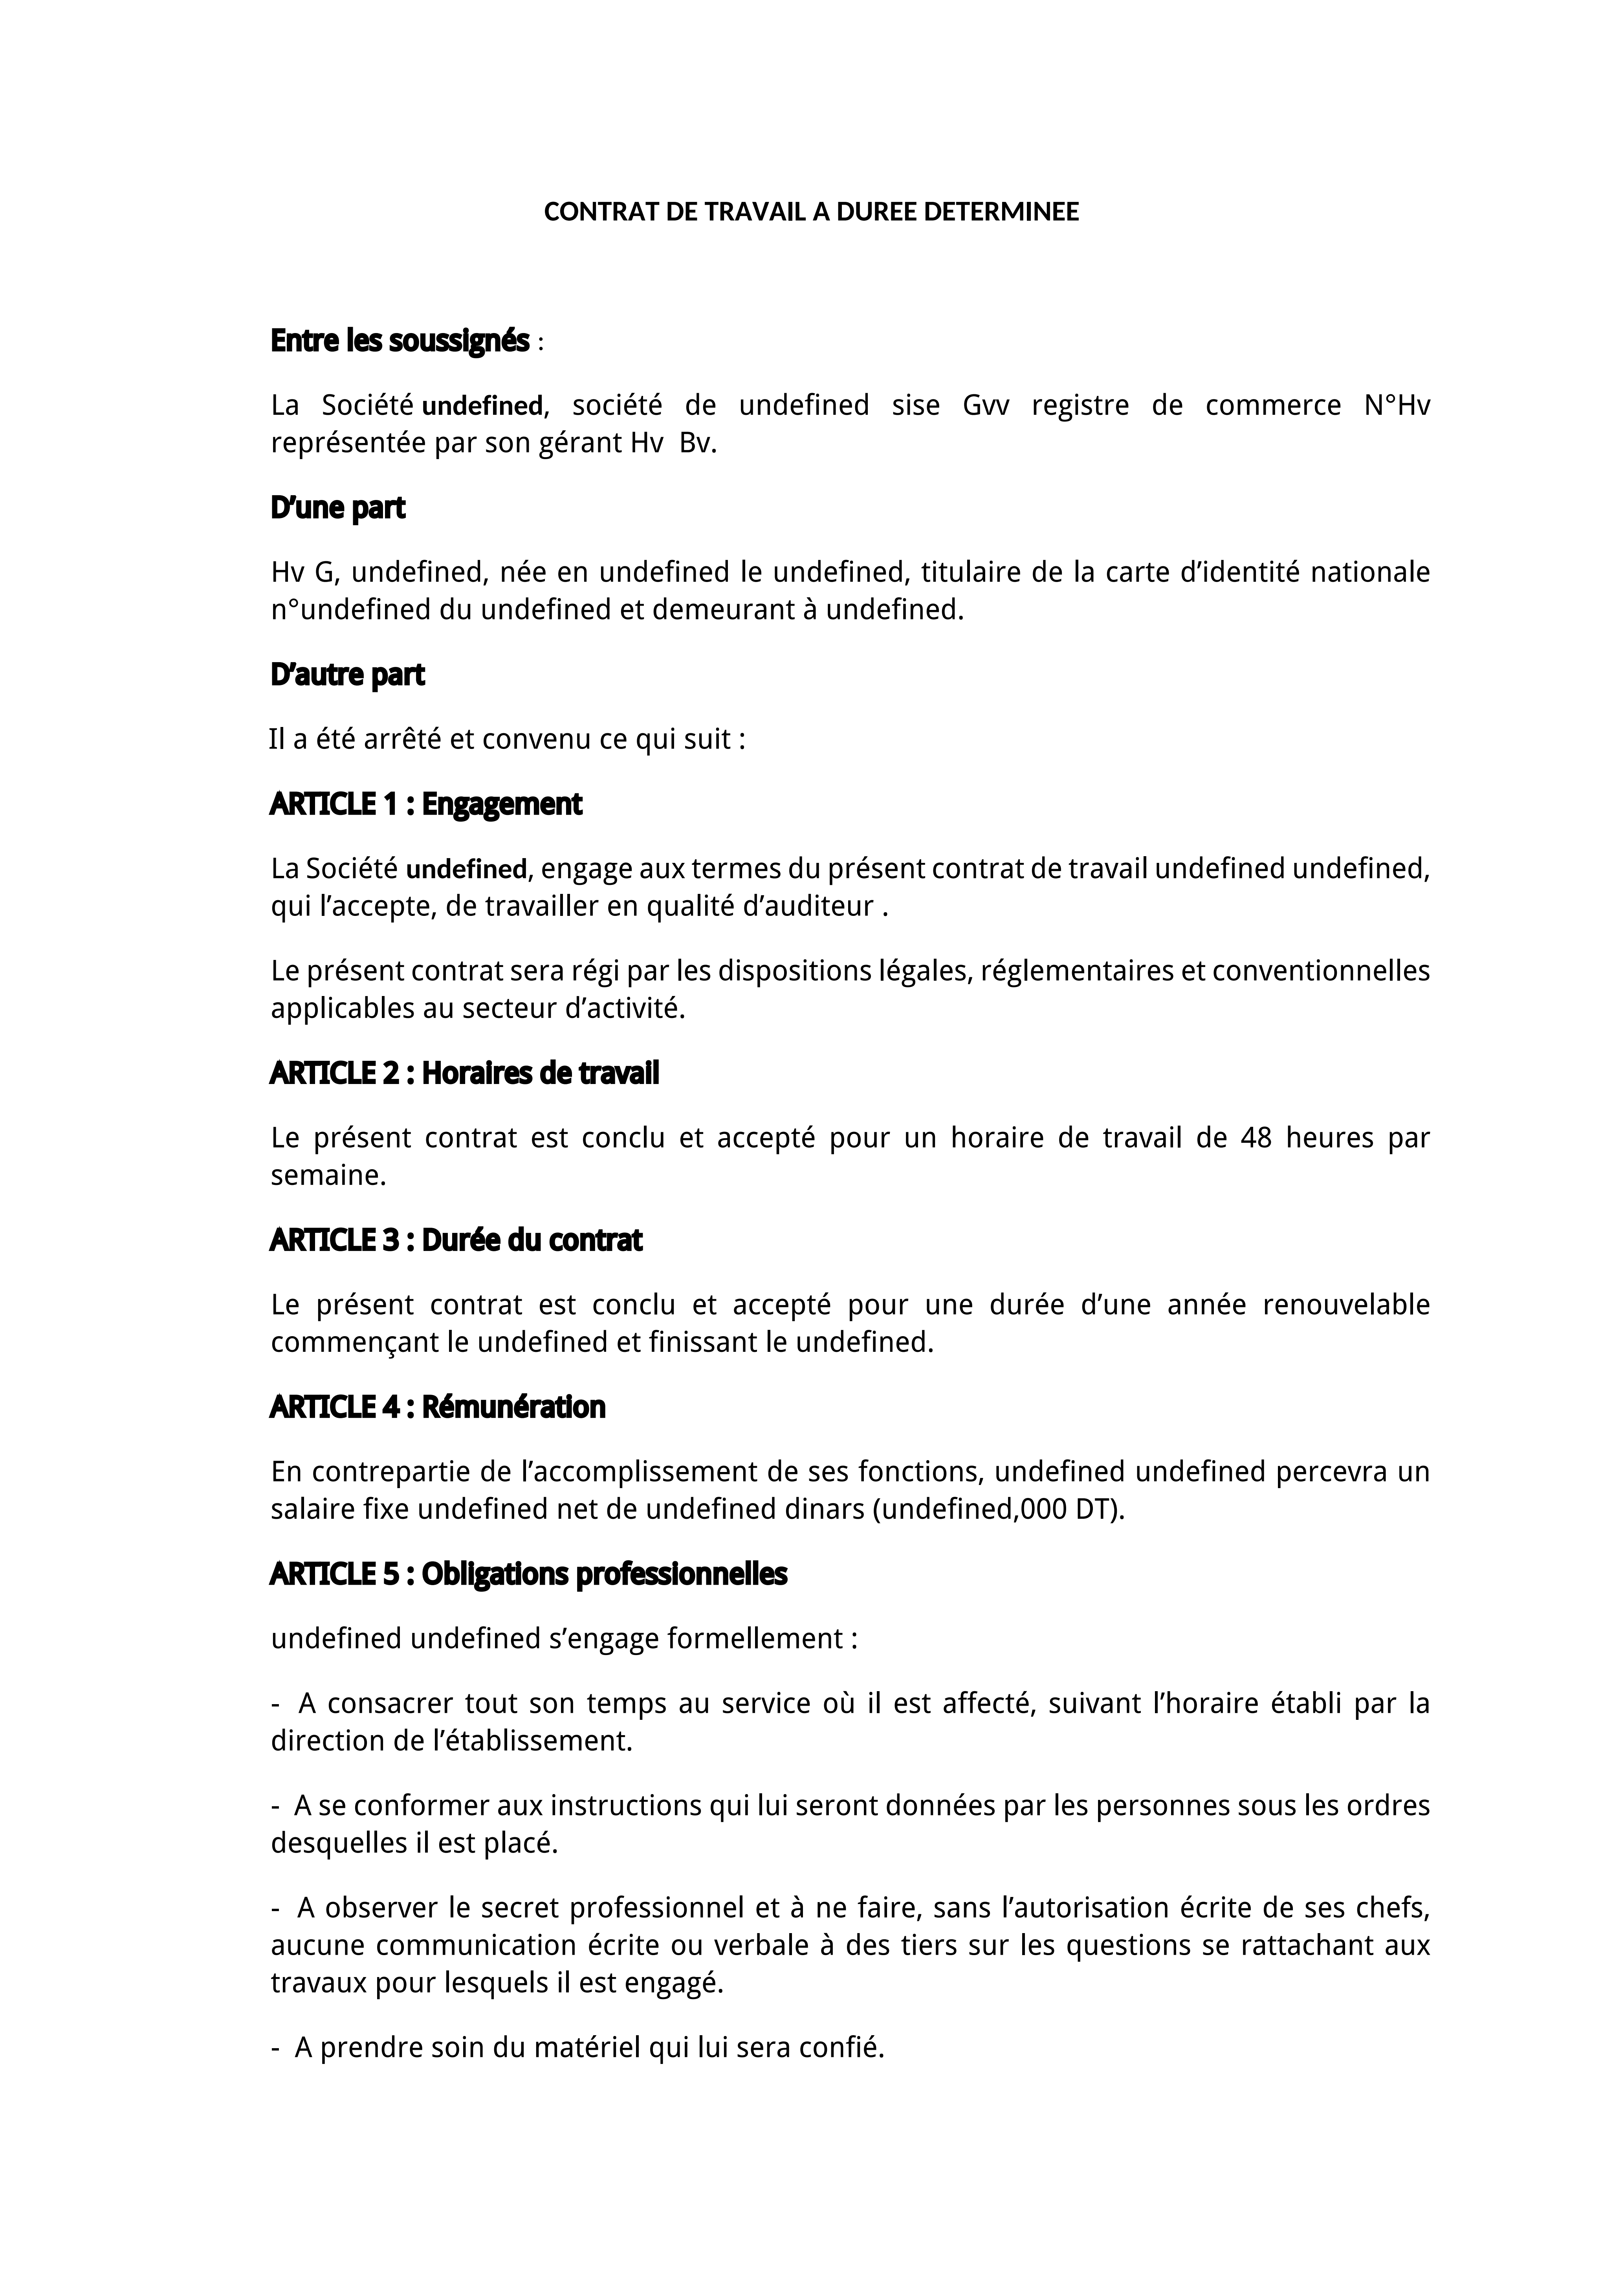 CONTRAT DE TRAVAIL A DUREE DETERMINEE
Entre les soussignés :
La Société undefined, société de undefined sise Gvv registre de commerce N°Hv
représentée par son gérant Hv Bv.
D’une part
Hv G, undefined, née en undefined le undefined, titulaire de la carte d’identité nationale
n°undefined du undefined et demeurant à undefined.
D’autre part
Il a été arrêté et convenu ce qui suit :
ARTICLE 1 : Engagement
La Société undefined, engage aux termes du présent contrat de travail undefined undefined,
qui l’accepte, de travailler en qualité d’auditeur .
Le présent contrat sera régi par les dispositions légales, réglementaires et conventionnelles
applicables au secteur d’activité.
ARTICLE 2 : Horaires de travail
Le présent contrat est conclu et accepté pour un horaire de travail de 48 heures par
semaine.
ARTICLE 3 : Durée du contrat
Le présent contrat est conclu et accepté pour une durée d’une année renouvelable
commençant le undefined et finissant le undefined.
ARTICLE 4 : Rémunération
En contrepartie de l’accomplissement de ses fonctions, undefined undefined percevra un
salaire fixe undefined net de undefined dinars (undefined,000 DT).
ARTICLE 5 : Obligations professionnelles
undefined undefined s’engage formellement :
- A consacrer tout son temps au service où il est affecté, suivant l’horaire établi par la
direction de l’établissement.
- A se conformer aux instructions qui lui seront données par les personnes sous les ordres
desquelles il est placé.
- A observer le secret professionnel et à ne faire, sans l’autorisation écrite de ses chefs,
aucune communication écrite ou verbale à des tiers sur les questions se rattachant aux
travaux pour lesquels il est engagé.
- A prendre soin du matériel qui lui sera confié.